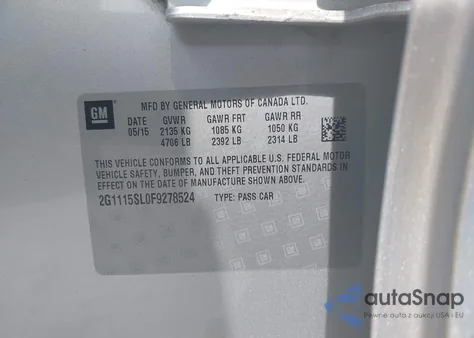 GM
MFD BY GENERAL MOTORS OF CANADA LTD.
DATE GVWR GAWR FRT GAWR RR
05/15 2135 KG 1085 KG 1050 KG
4706 LB 2392 LB 2314 LB
THIS VEHICLE CONFORMS TO ALL APPLICABLE U.S. FEDERAL MOTOR
VEHICLE SAFETY, BUMPER, AND THEFT PREVENTION STANDARDS IN
EFFECT ON THE DATE OF MANUFACTURE SHOWN ABOVE.
2G1115SL0F9278524 TYPE: PASS CAR
autaSnap
Pewne auta z aukcji USA i EU